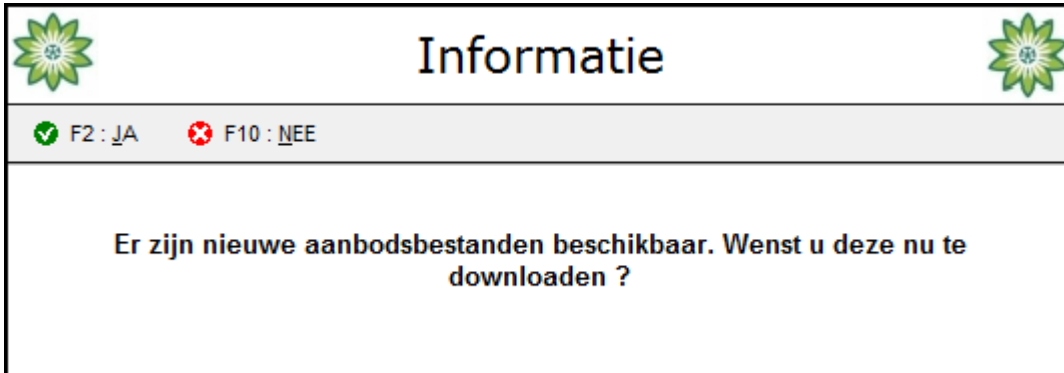 Informatie
F2 : JA F10 : NEE
Er zijn nieuwe aanbodsbestanden beschikbaar. Wenst u deze nu te
downloaden ?